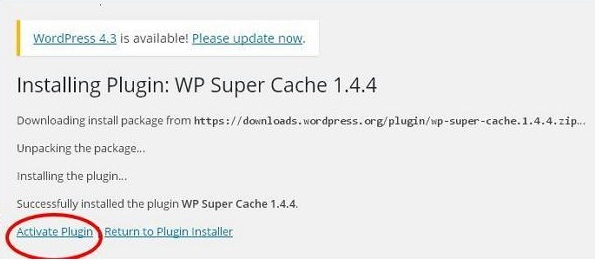 WordPress 4.3 is available! Please update now.
Installing Plugin: WP Super Cache 1.4.4
Downloading install package from https://downloads.wordpress.org/plugin/wp-super-cache.1.4.4.zip…
Unpacking the package…
Installing the plugin…
Successfully installed the plugin WP Super Cache 1.4.4.
Activate Plugin Return to Plugin Installer